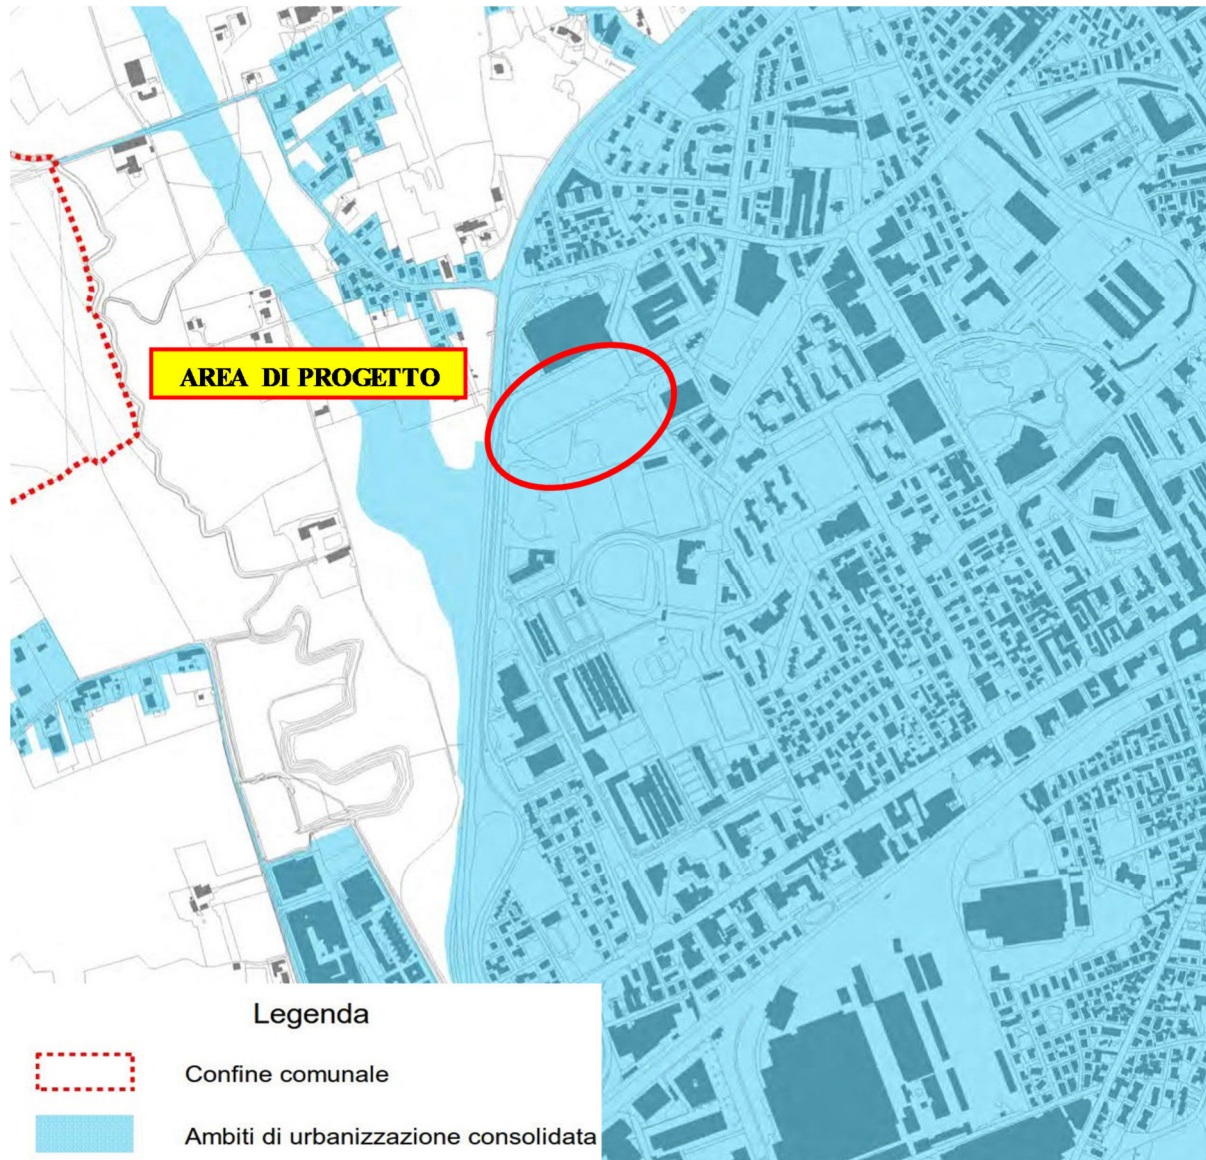 AREA DI PROGETTO
Legenda
Confine comunale
Ambiti di urbanizzazione consolidata